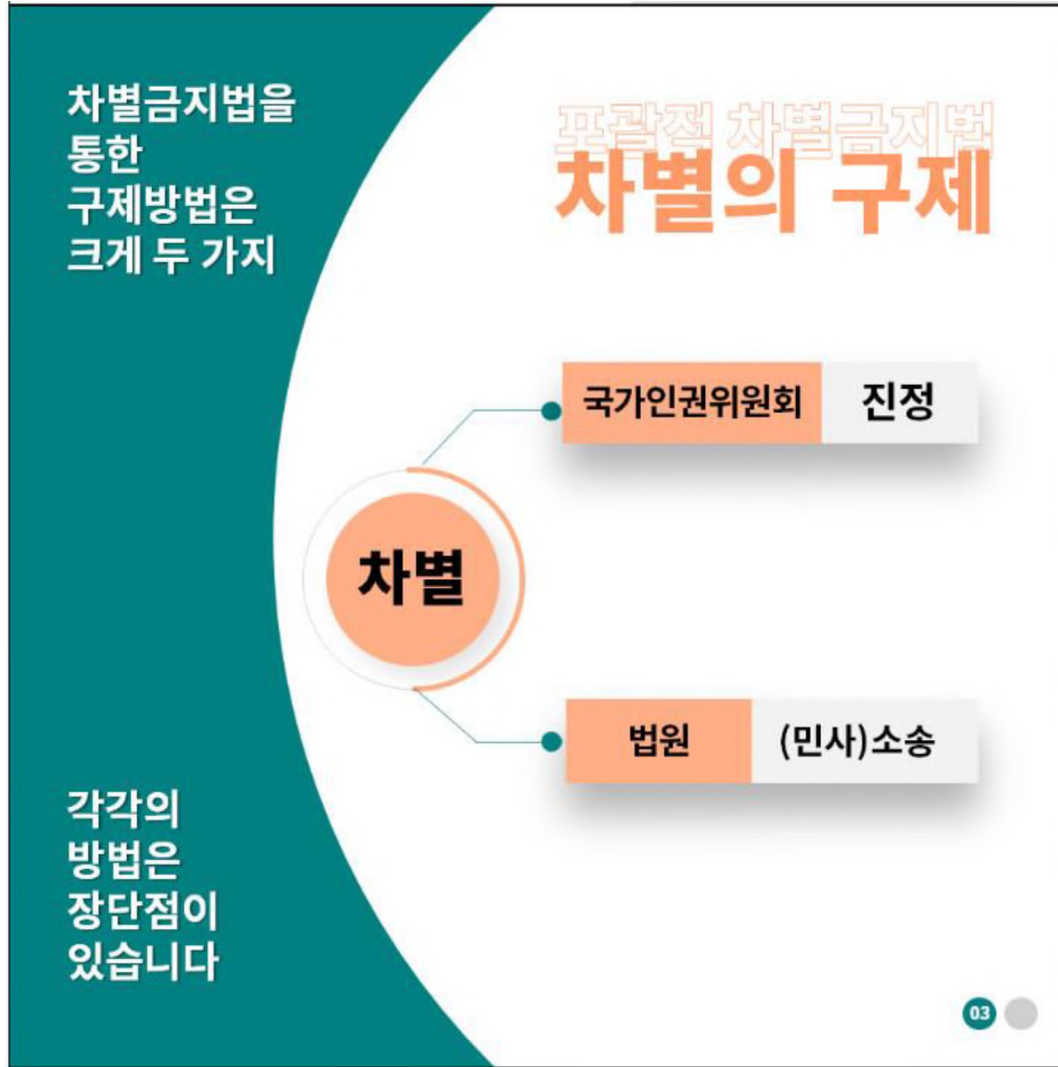 차별금지법을
통한
구제방법은
크게 두 가지
포괄적 차별금지법
차별의 구제
국가인권위원회 진정
차별
법원 (민사)소송
각각의
방법은
장단점이
있습니다
03